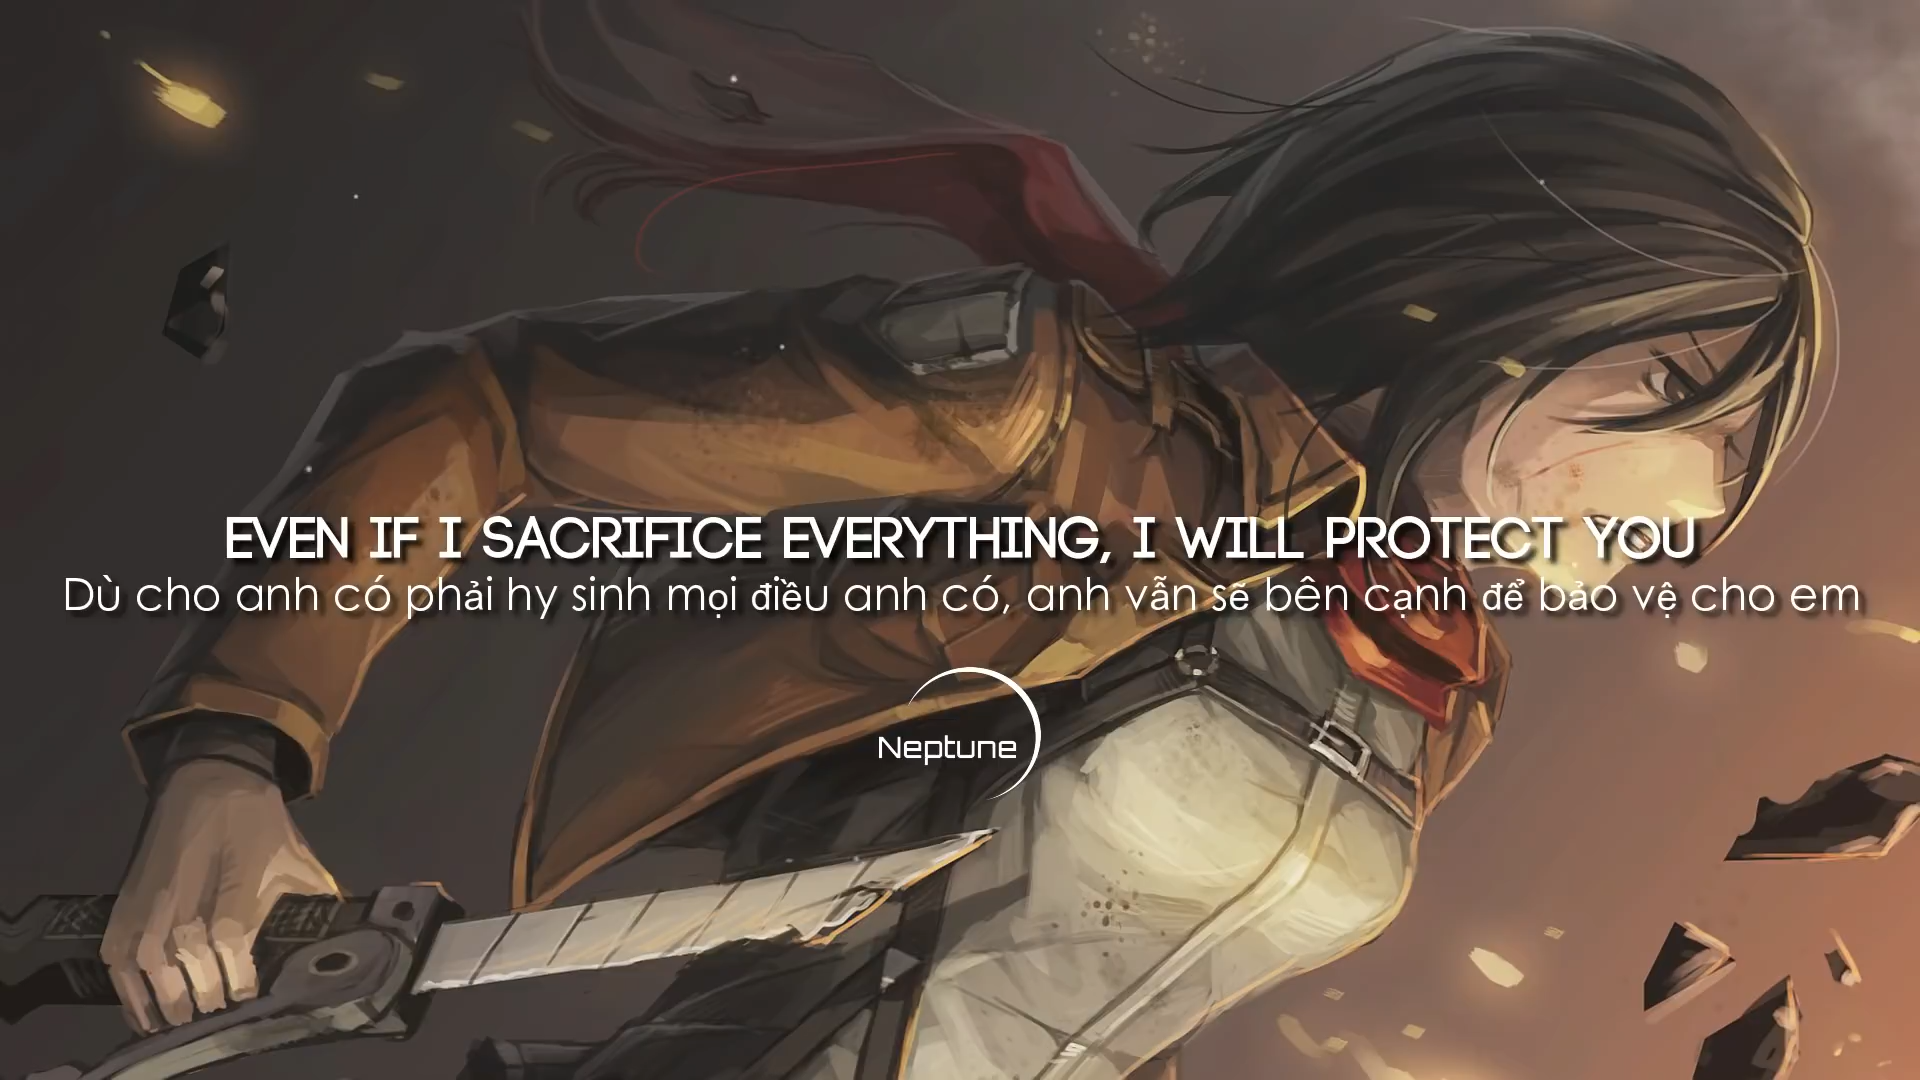 EVEN IF I SACRIFICE EVERYTHING, I WILL PROTECT YOU
Dù cho anh có phải hy sinh mọi điều anh có, anh vẫn sẽ bên cạnh để bảo vệ cho em
Neptune